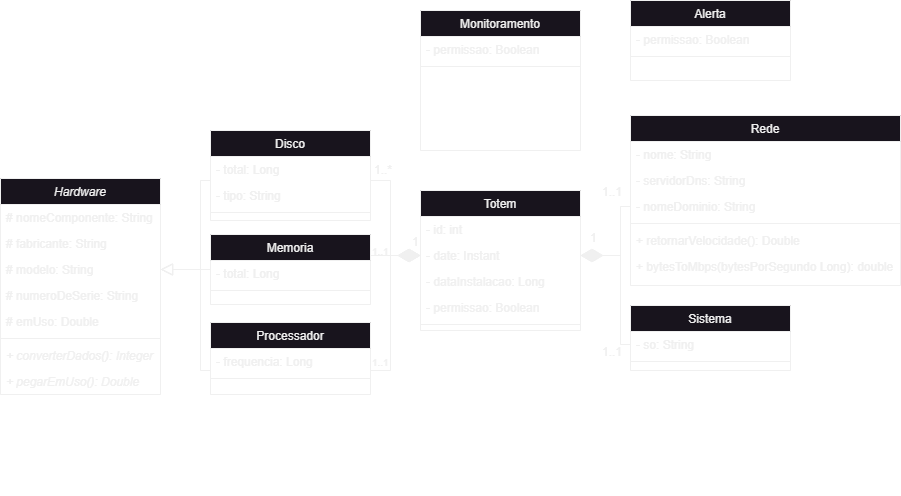 Monitoramento
- permissao: Boolean
Alerta
- permissao: Boolean
Disco
- total: Long
- tipo: String
Hardware
# nomeComponente: String
# fabricante: String
# modelo: String
# numeroDeSerie: String
# emUso: Double
+ converterDados(): Integer
+ pegarEmUso(): Double
Memoria
- total: Long
Processador
- frequencia: Long
1..*
1..1
1..1
1
Totem
- id: int
- date: Instant
- dataInstalacao: Long
- permissao: Boolean
1
1..1
1..1
Rede
- nome: String
- servidorDns: String
- nomeDominio: String
+ retornarVelocidade(): Double
+ bytesToMbps(bytesPorSegundo Long): double
Sistema
- so: String